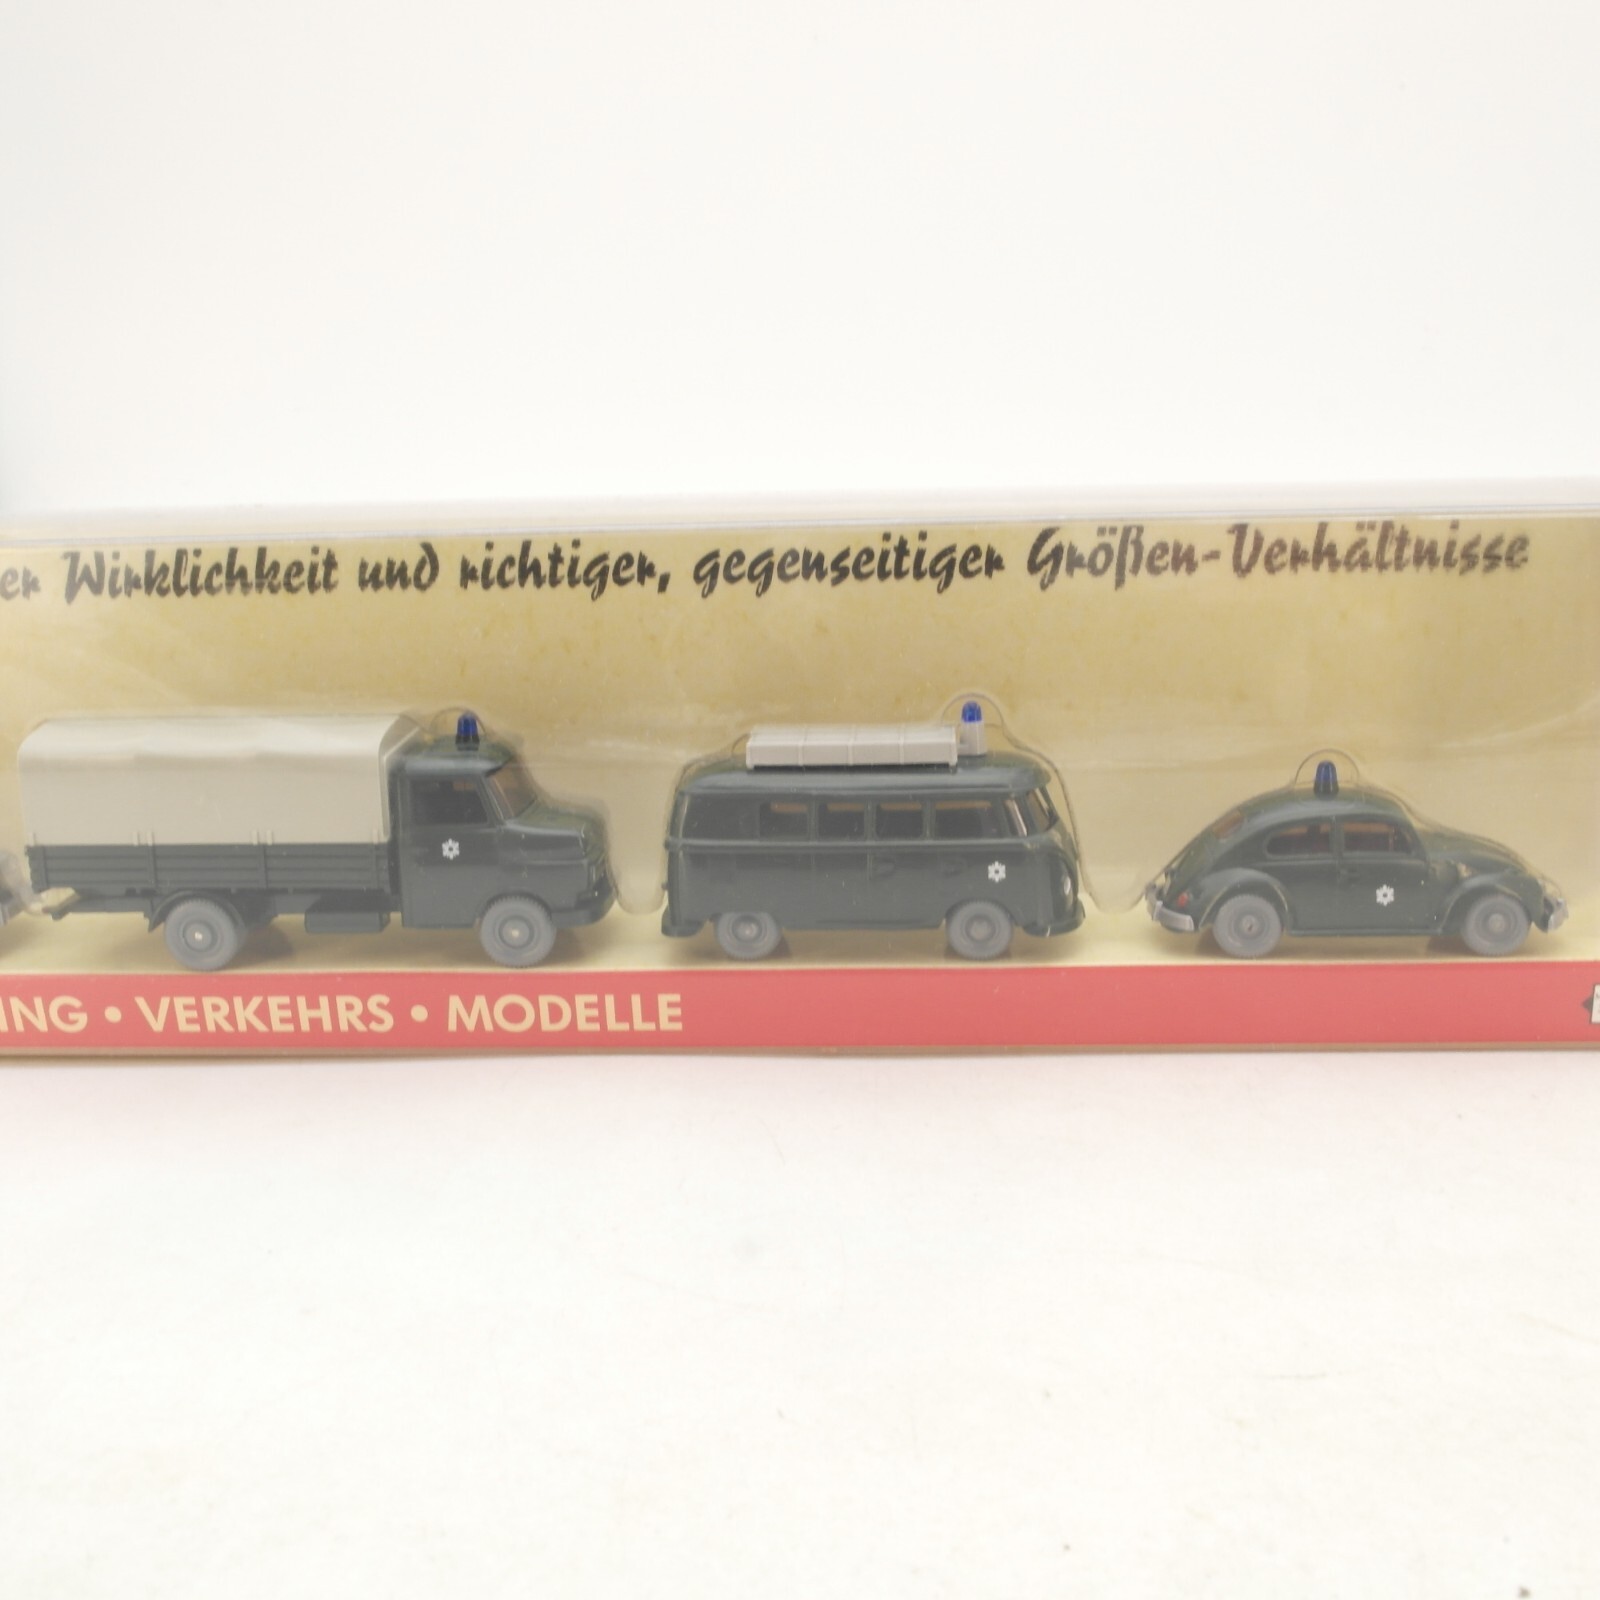 er Wirklichkeit und richtiger, gegenseitiger Größen-Verhältnisse
ING • VERKEHRS • MODELLE